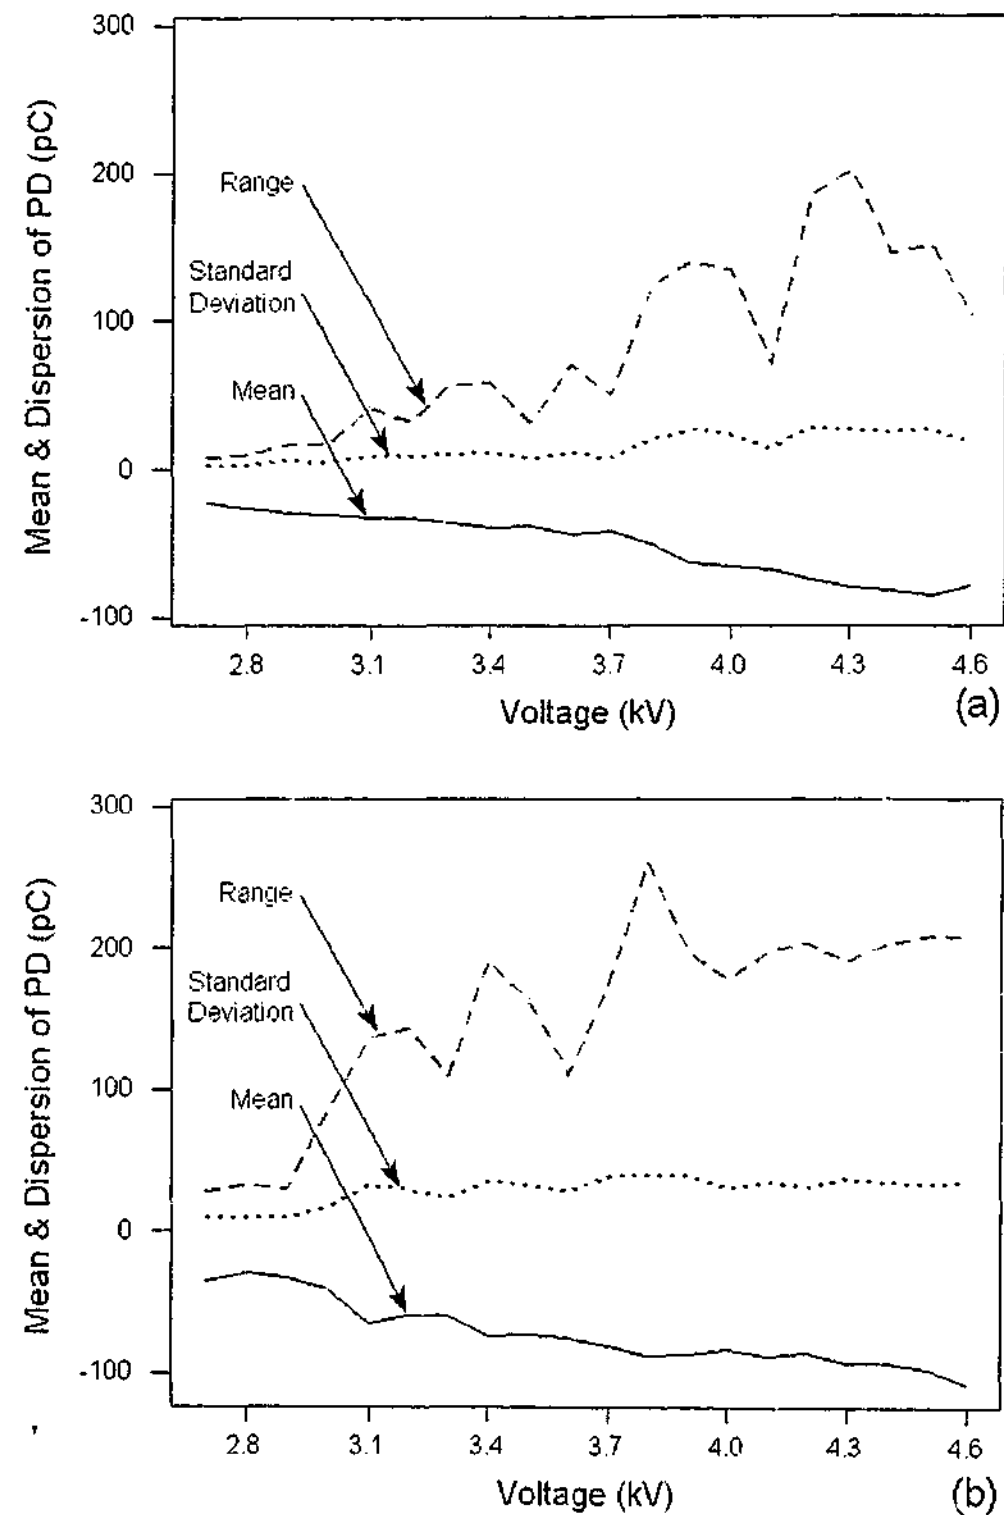 Mean & Dispersion of PD (pC)
300
200
100
0
-100
Range
Standard
Deviation
Mean
2.8 3.1 3.4 3.7 4.0 4.3 4.6
Voltage (kV)
(a)
Mean & Dispersion of PD (pC)
300
200
100
0
-100
Range
Standard
Deviation
Mean
2.8 3.1 3.4 3.7 4.0 4.3 4.6
Voltage (kV)
(b)